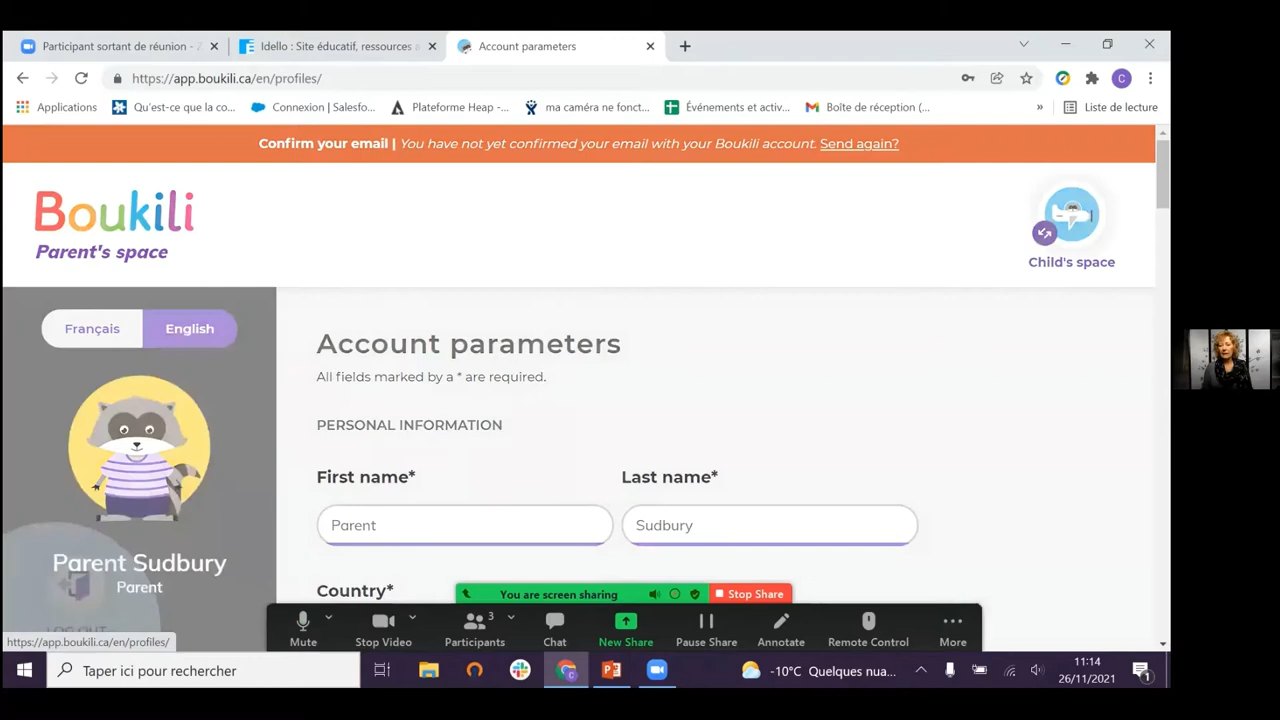 Participant sortant de réunion - Z
Idello : Site éducatif, ressources a
Account parameters
https://app.boukili.ca/en/profiles/
C
Applications
Qu'est-ce que la co...
Connexion | Salesfo...
Plateforme Heap -...
ma caméra ne fonct...
Événements et activ...
Boîte de réception (...
»
Liste de lecture
Confirm your email | You have not yet confirmed your email with your Boukili account. Send again?
Boukili
Parent's space
Child's space
Français
English
Account parameters
All fields marked by a * are required.
PERSONAL INFORMATION
First name*
Last name*
Parent
Sudbury
Parent Sudbury
Parent
Country*
LOG OUT
You are screen sharing
Stop Share
https://app.boukili.ca/en/profiles/
Mute
Stop Video
3
Participants
Chat
New Share
Pause Share
Annotate
Remote Control
More
Taper ici pour rechercher
-10°C Quelques nua...
11:14
26/11/2021
1